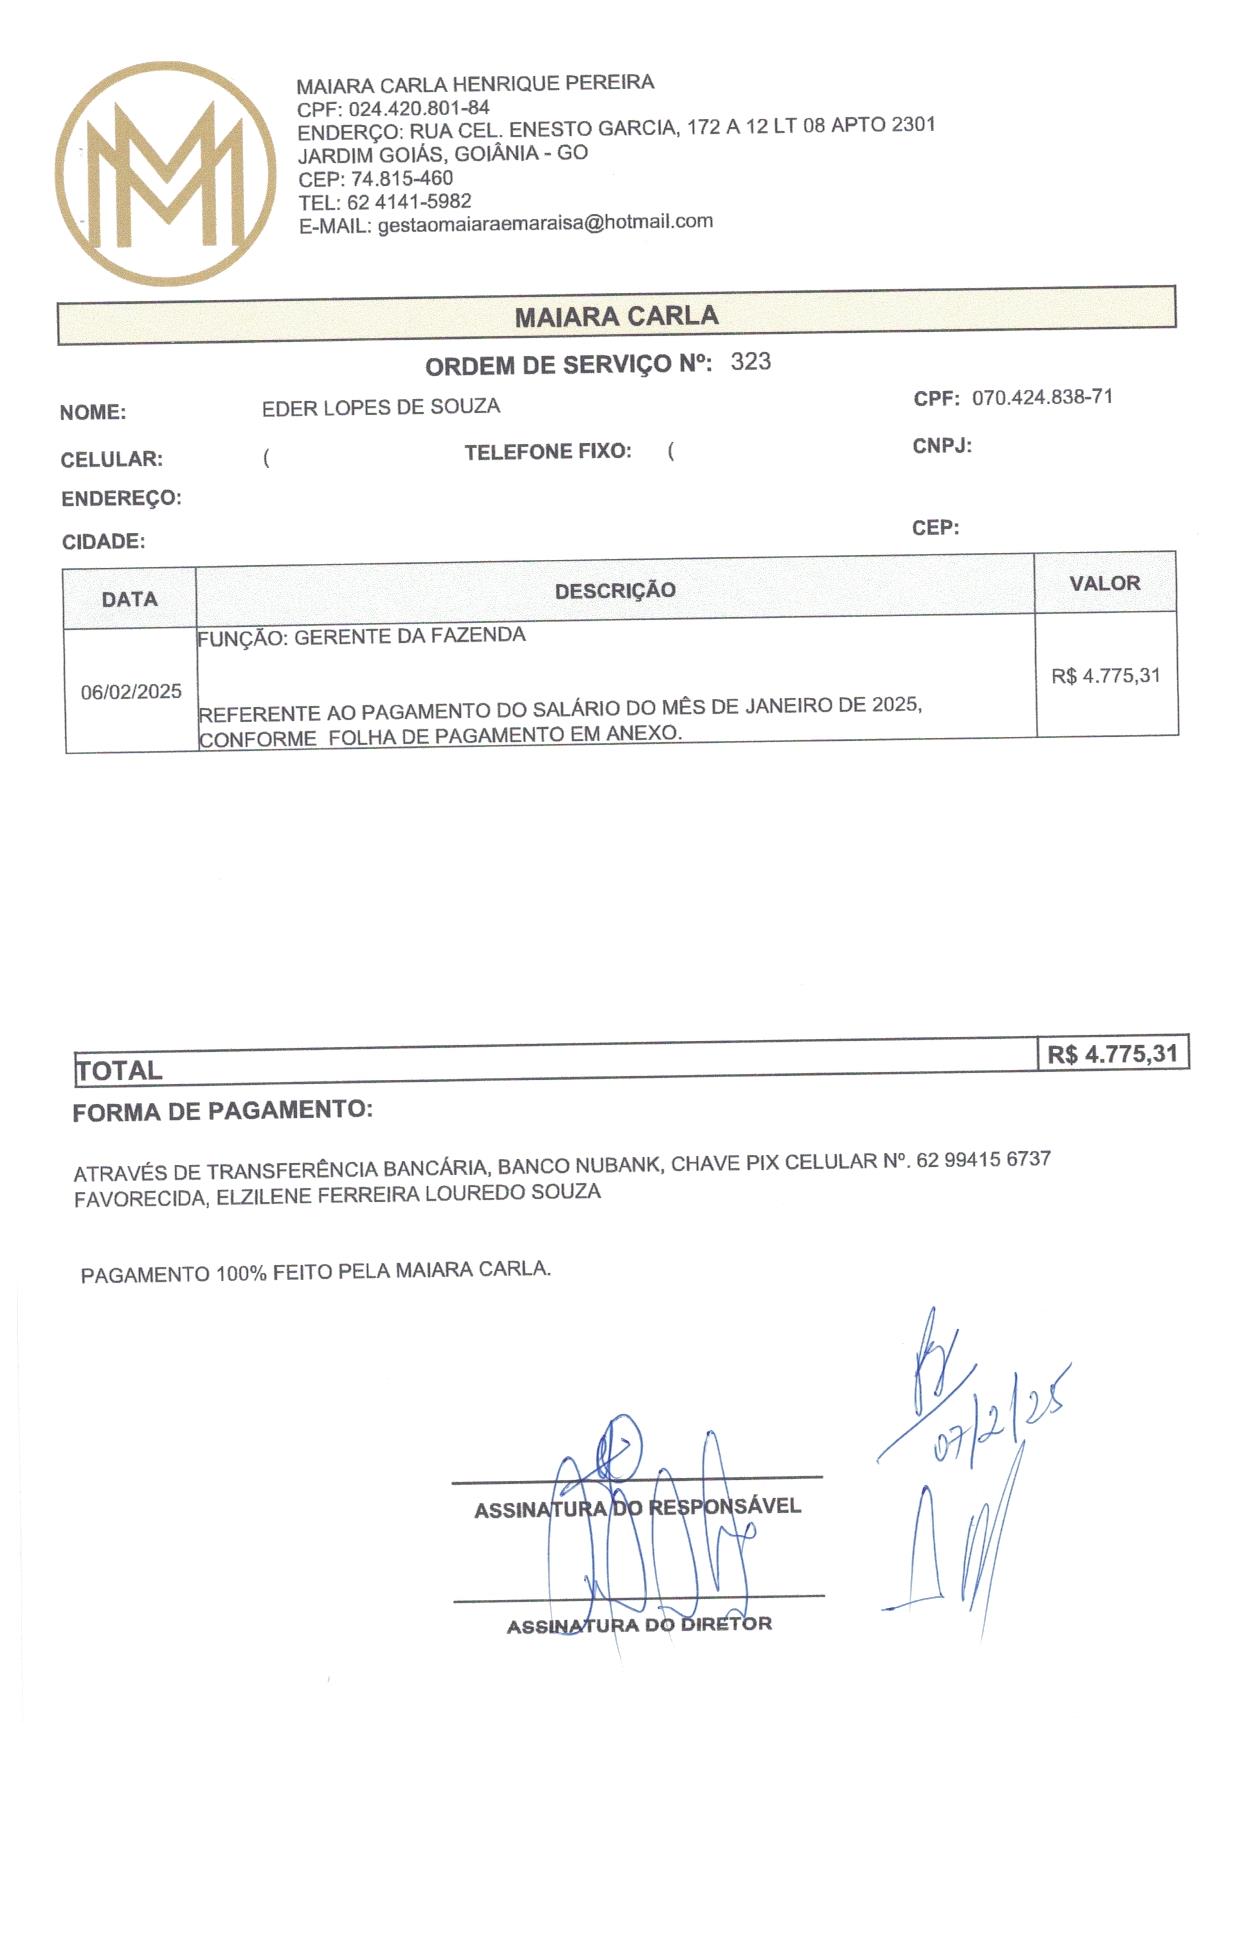 MAIARA CARLA HENRIQUE PEREIRA
CPF: 024.420.801-84
ENDERÇO: RUA CEL. ENESTO GARCIA, 172 A 12 LT 08 APTO 2301
JARDIM GOIÁS, GOIÂNIA - GO
CEP: 74.815-460
TEL: 62 4141-5982
E-MAIL: gestaomaiaraemaraisa@hotmail.com
MAIARA CARLA
ORDEM DE SERVIÇO Nº: 323
NOME: EDER LOPES DE SOUZA CPF: 070.424.838-71
CELULAR: ( TELEFONE FIXO: ( CNPJ:
ENDEREÇO:
CIDADE: CEP:
DATA DESCRIÇÃO VALOR
FUNÇÃO: GERENTE DA FAZENDA
06/02/2025 R$ 4.775,31
REFERENTE AO PAGAMENTO DO SALÁRIO DO MÊS DE JANEIRO DE 2025,
CONFORME FOLHA DE PAGAMENTO EM ANEXO.
TOTAL R$ 4.775,31
FORMA DE PAGAMENTO:
ATRAVÉS DE TRANSFERÊNCIA BANCÁRIA, BANCO NUBANK, CHAVE PIX CELULAR Nº. 62 99415 6737
FAVORECIDA, ELZILENE FERREIRA LOUREDO SOUZA
PAGAMENTO 100% FEITO PELA MAIARA CARLA.
07/2/25
ASSINATURA DO RESPONSÁVEL
ASSINATURA DO DIRETOR